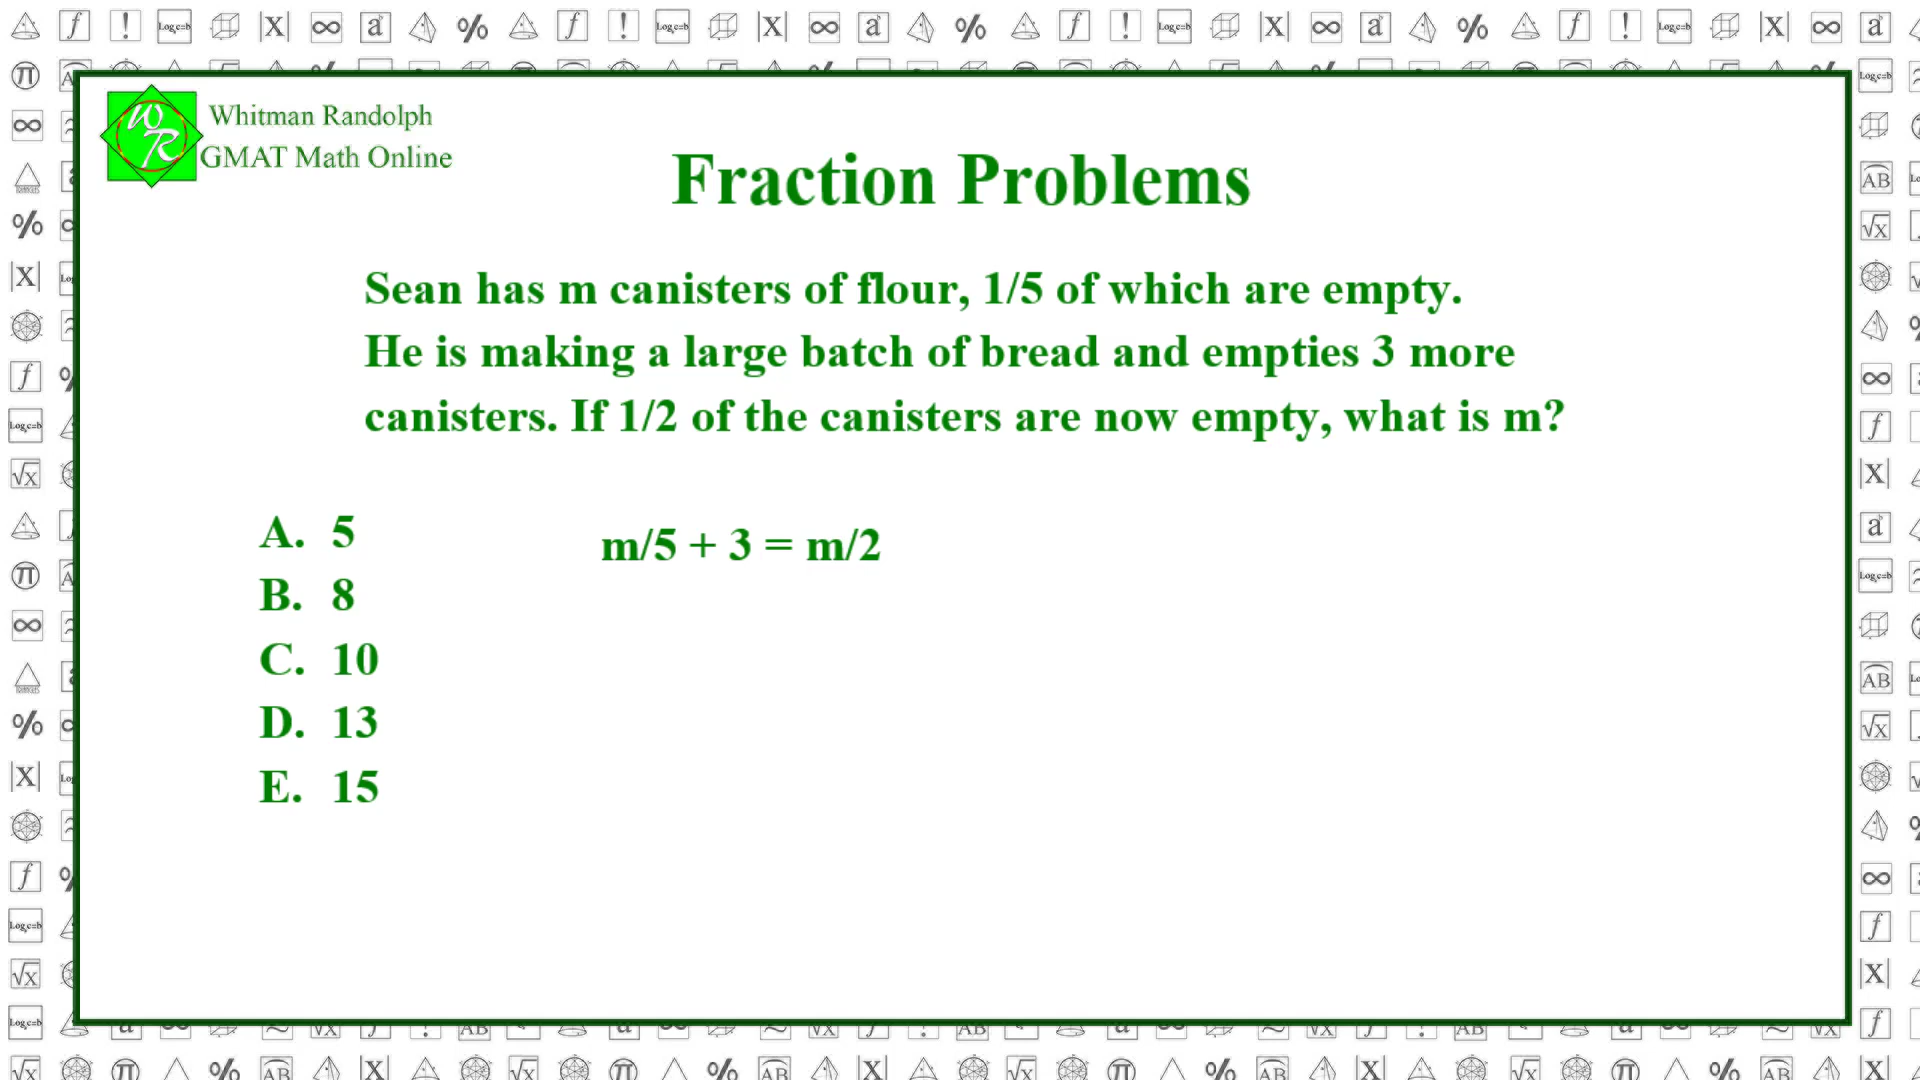 Whitman Randolph
GMAT Math Online
Fraction Problems
Sean has m canisters of flour, 1/5 of which are empty.
He is making a large batch of bread and empties 3 more
canisters. If 1/2 of the canisters are now empty, what is m?
A. 5
m/5 + 3 = m/2
B. 8
C. 10
D. 13
E. 15